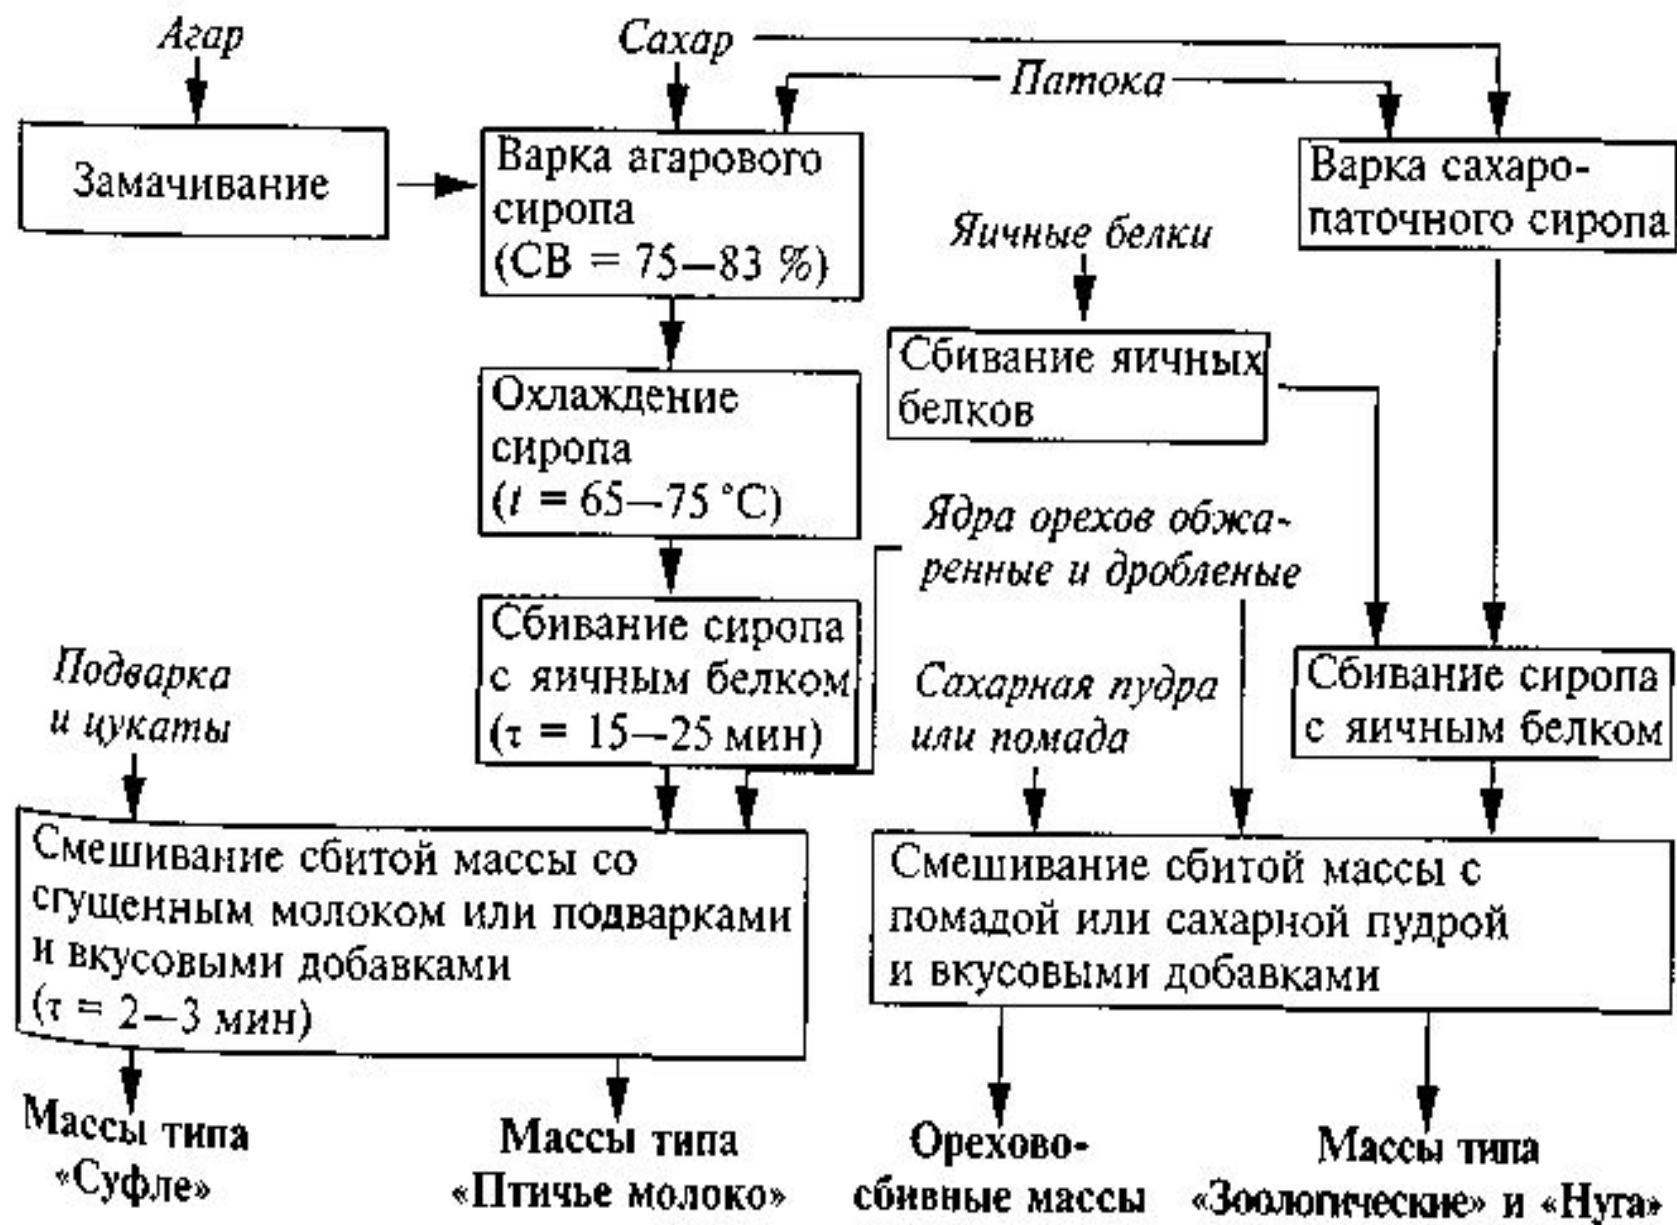 Агар
Сахар
Патока
Замачивание
Варка агарового
сиропа
(СВ = 75—83 %)
Варка сахаро-
паточного сиропа
Яичные белки
Сбивание яичных
белков
Охлаждение
сиропа
(t = 65—75 °C)
Ядра орехов обжа-
ренные и дробленые
Сбивание сиропа
с яичным белком
(τ = 15—25 мин)
Подварка
и цукаты
Сахарная пудра
или помада
Сбивание сиропа
с яичным белком
Смешивание сбитой массы со
сгущенным молоком или подварками
и вкусовыми добавками
(τ = 2—3 мин)
Смешивание сбитой массы с
помадой или сахарной пудрой
и вкусовыми добавками
Массы типа
«Суфле»
Массы типа
«Птичье молоко»
Орехово-
сбивные массы
Массы типа
«Зоологические» и «Нуга»